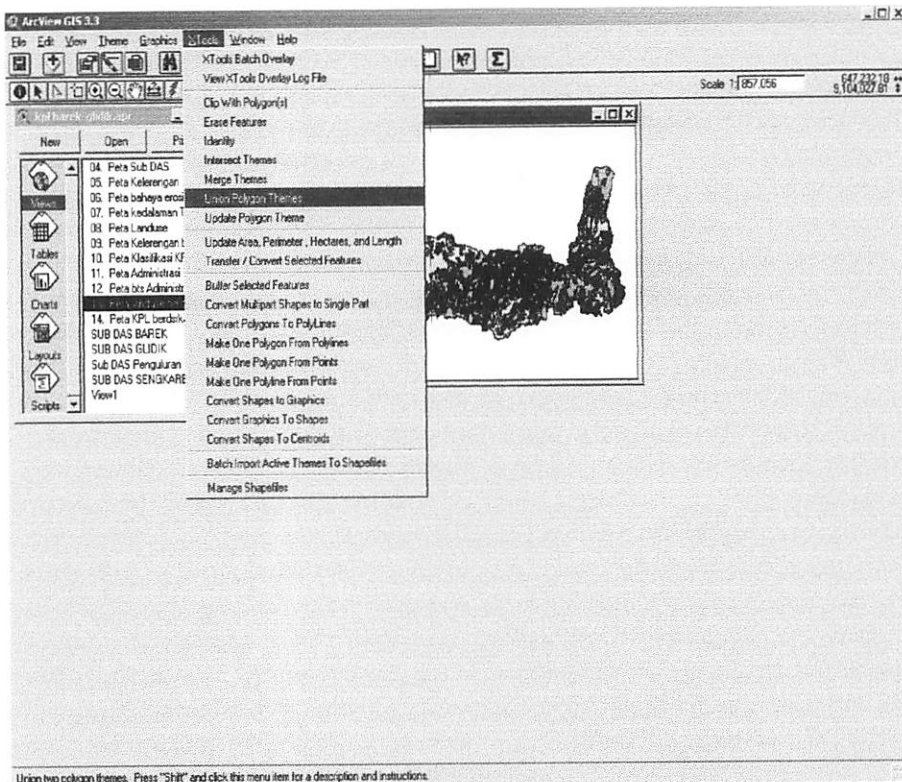 ArcView GIS 3.3
File Edit View Theme Graphics XTools Window Help
Scale 1: 857,056
647,232.18
9,104,027.81
New Open
Views
Tables
Charts
Layouts
Scripts
04. Peta Sub DAS
05. Peta Kelerengan
06. Peta bahaya erosi
07. Peta kedalaman T
08. Peta Landuse
09. Peta Kelerengan b
10. Peta Klasifikasi KF
11. Peta Administrasi
12. Peta bts Administr
14. Peta KPL berdsrk
SUB DAS BAREK
SUB DAS GLIDIK
Sub DAS Penguluran
SUB DAS SENGKARE
View1
XTools Batch Overlay
View XTools Overlay Log File
Clip With Polygon(s)
Erase Features
Identity
Intersect Themes
Merge Themes
Union Polygon Themes
Update Polygon Theme
Update Area, Perimeter , Hectares, and Length
Transfer / Convert Selected Features
Buffer Selected Features
Convert Multipart Shapes to Single Part
Convert Polygons To PolyLines
Make One Polygon From Polylines
Make One Polygon From Points
Make One Polyline From Points
Convert Shapes to Graphics
Convert Graphics To Shapes
Convert Shapes To Centroids
Batch Import Active Themes To Shapefiles
Manage Shapefiles
Union two polygon themes. Press "Shift" and click this menu item for a description and instructions.